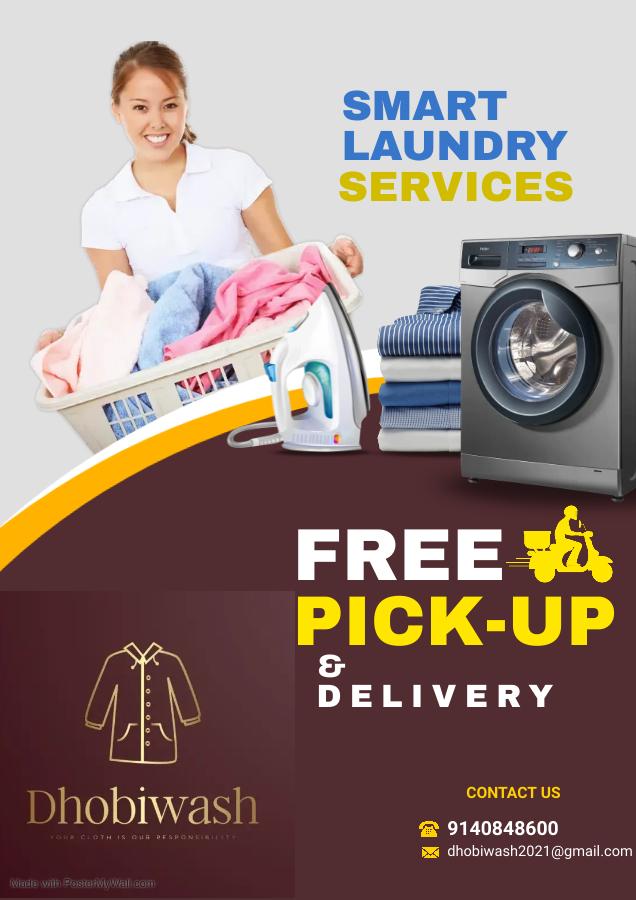 SMART
LAUNDRY
SERVICES
FREE
PICK-UP
&
DELIVERY
Dhobiwash
YOUR CLOTH IS OUR RESPONSIBILITY
CONTACT US
9140848600
dhobiwash2021@gmail.com
Made with PosterMyWall.com